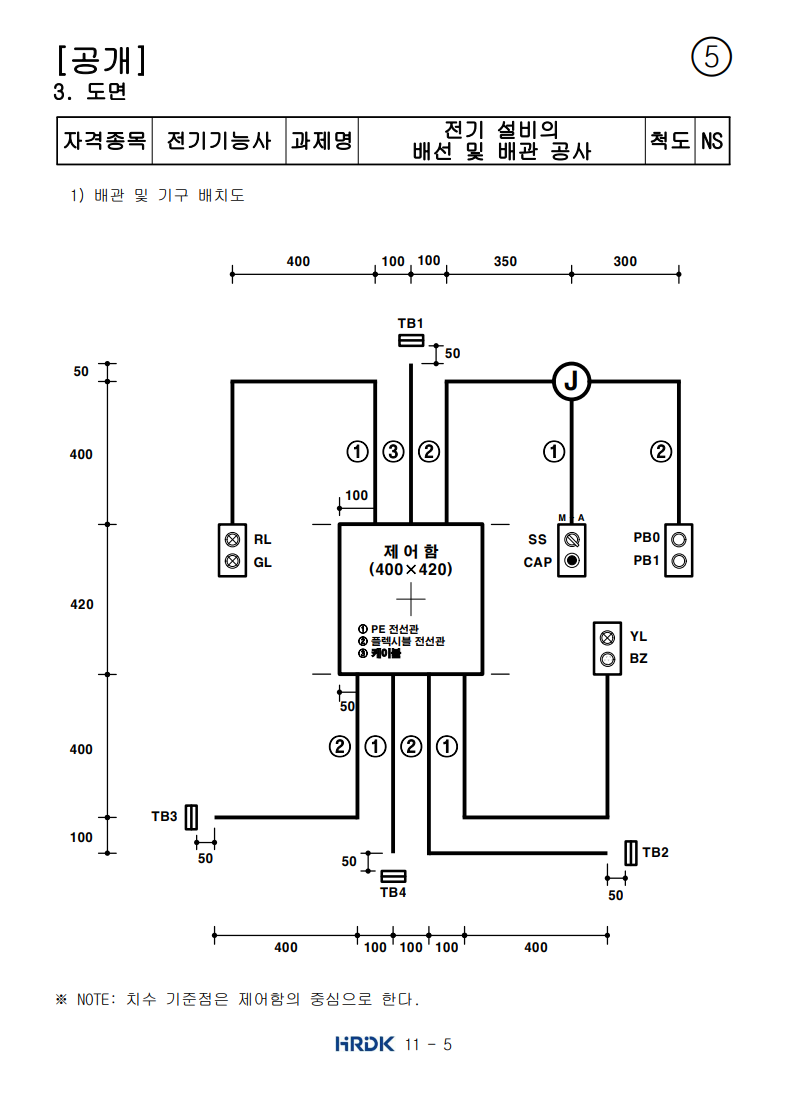 [공개]
⑤
3. 도면
자격종목 전기기능사 과제명 전기 설비의 배선 및 배관 공사 척도 NS
1) 배관 및 기구 배치도
400 100 100 350 300
TB1
50
50
J
400
① ③ ② ① ②
100
M A
RL
GL
제어함
(400×420)
SS
CAP
PB0
PB1
420
① PE 전선관
② 플렉시블 전선관
③ 케이블
YL
BZ
50
400
② ① ② ①
TB3
50
100
50
TB4
TB2
50
400 100 100 100 400
※ NOTE: 치수 기준점은 제어함의 중심으로 한다.
HRDK 11 - 5